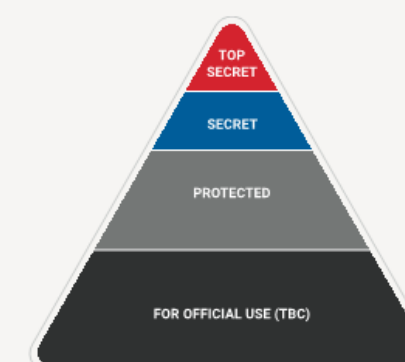 TOP
SECRET
SECRET
PROTECTED
FOR OFFICIAL USE (TBC)